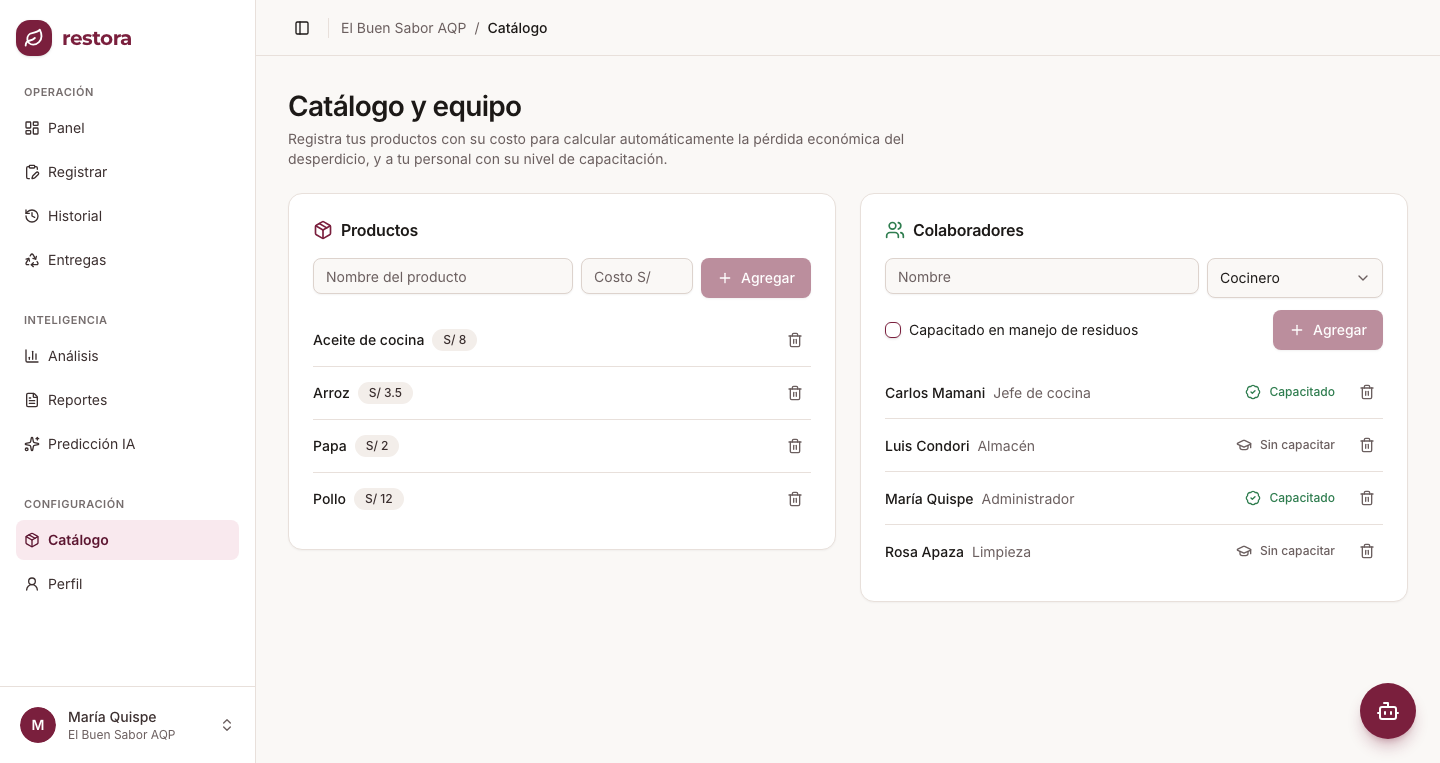 restora
OPERACIÓN
Panel
Registrar
Historial
Entregas
INTELIGENCIA
Análisis
Reportes
Predicción IA
CONFIGURACIÓN
Catálogo
Perfil
M
María Quispe
El Buen Sabor AQP
El Buen Sabor AQP / Catálogo
Catálogo y equipo
Registra tus productos con su costo para calcular automáticamente la pérdida económica del
desperdicio, y a tu personal con su nivel de capacitación.
Productos
Nombre del producto Costo S/ Agregar
Aceite de cocina S/ 8
Arroz S/ 3.5
Papa S/ 2
Pollo S/ 12
Colaboradores
Nombre Cocinero
Capacitado en manejo de residuos Agregar
Carlos Mamani Jefe de cocina Capacitado
Luis Condori Almacén Sin capacitar
María Quispe Administrador Capacitado
Rosa Apaza Limpieza Sin capacitar